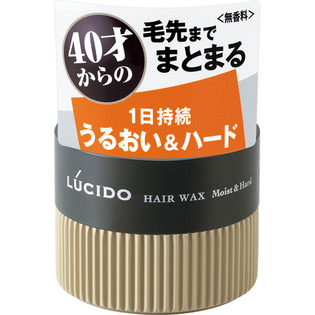 <無香料>
40才
からの
毛先まで
まとまる
1日持続
うるおい&ハード
LÚCIDO HAIR WAX Moist & Hard